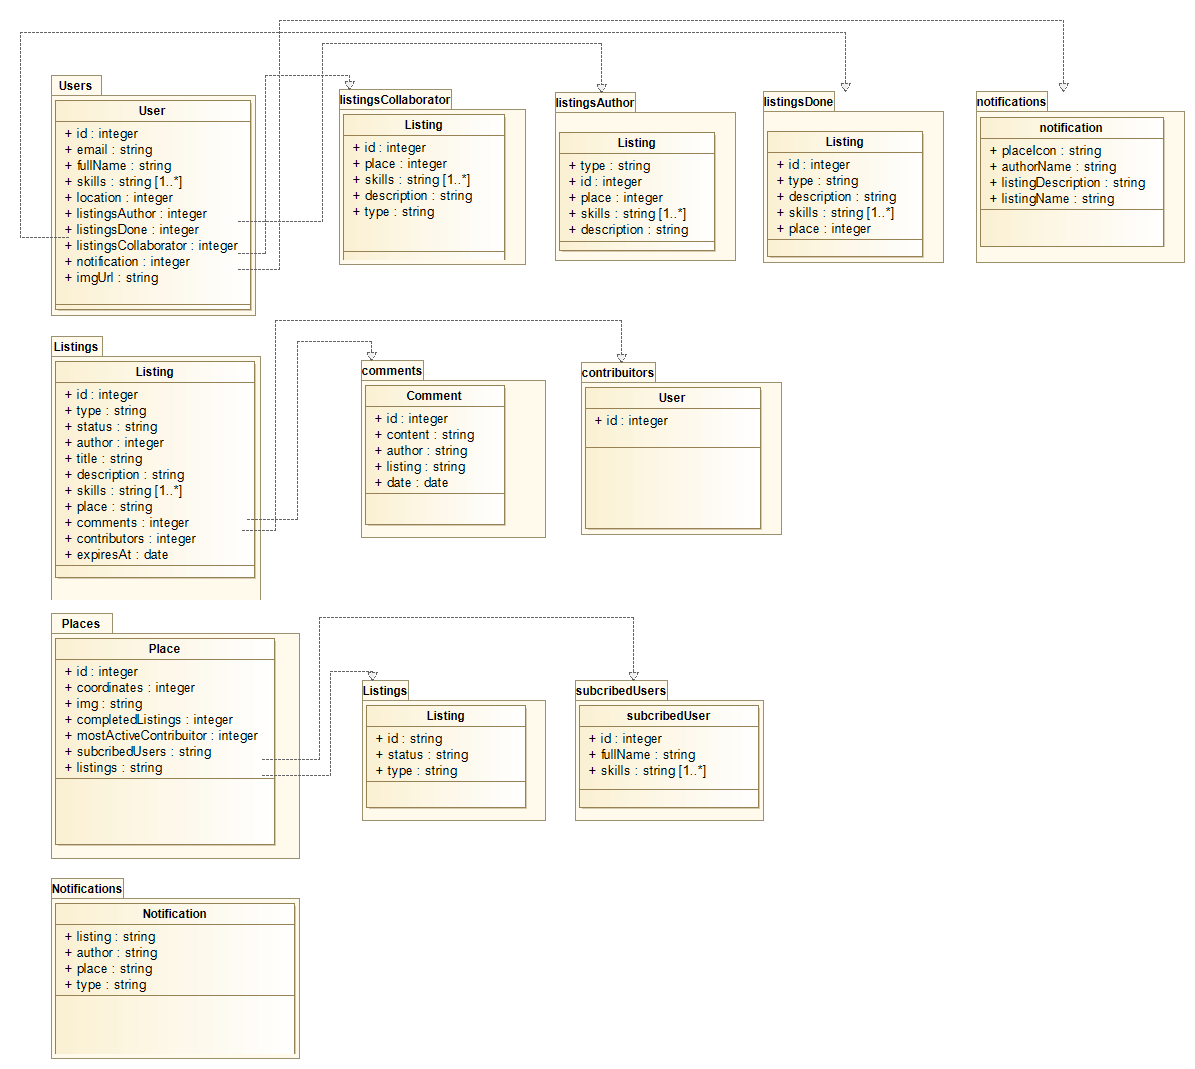 Users
User
+ id : integer
+ email : string
+ fullName : string
+ skills : string [1..*]
+ location : integer
+ listingsAuthor : integer
+ listingsDone : integer
+ listingsCollaborator : integer
+ notification : integer
+ imgUrl : string
listingsCollaborator
Listing
+ id : integer
+ place : integer
+ skills : string [1..*]
+ description : string
+ type : string
listingsAuthor
Listing
+ type : string
+ id : integer
+ place : integer
+ skills : string [1..*]
+ description : string
listingsDone
Listing
+ id : integer
+ type : string
+ description : string
+ skills : string [1..*]
+ place : integer
notifications
notification
+ placeIcon : string
+ authorName : string
+ listingDescription : string
+ listingName : string
Listings
Listing
+ id : integer
+ type : string
+ status : string
+ author : integer
+ title : string
+ description : string
+ skills : string [1..*]
+ place : string
+ comments : integer
+ contributors : integer
+ expiresAt : date
comments
Comment
+ id : integer
+ content : string
+ author : string
+ listing : string
+ date : date
contribuitors
User
+ id : integer
Places
Place
+ id : integer
+ coordinates : integer
+ img : string
+ completedListings : integer
+ mostActiveContribuitor : integer
+ subcribedUsers : string
+ listings : string
Listings
Listing
+ id : string
+ status : string
+ type : string
subcribedUsers
subcribedUser
+ id : integer
+ fullName : string
+ skills : string [1..*]
Notifications
Notification
+ listing : string
+ author : string
+ place : string
+ type : string